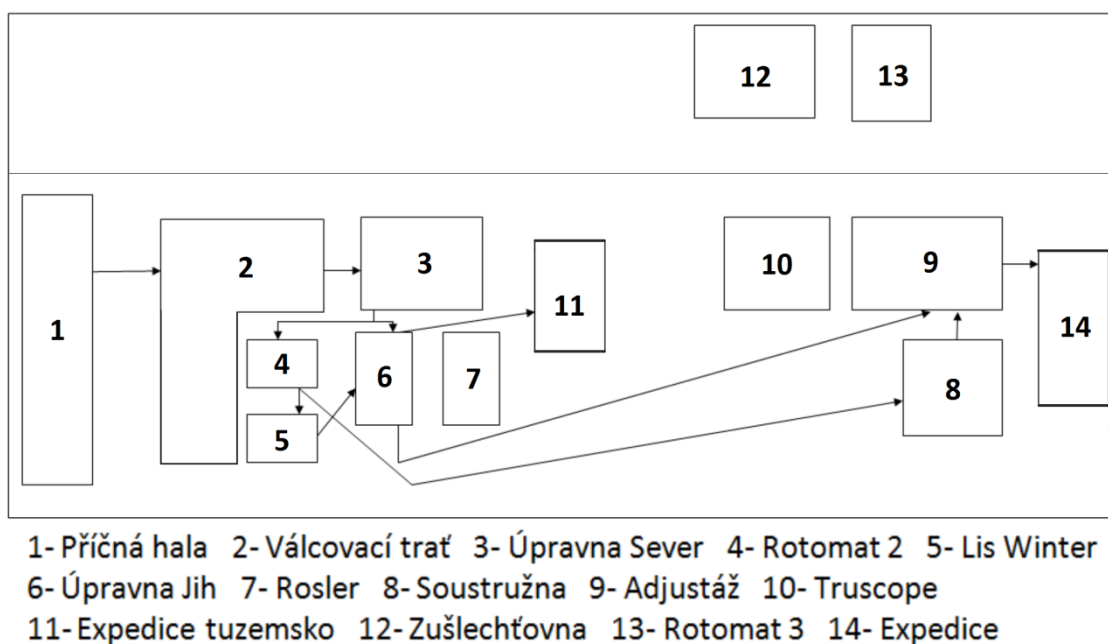 12 13
1 2 3 11 10 9 14
4 6 7 8
5
1- Příčná hala 2- Válcovací trať 3- Úpravna Sever 4- Rotomat 2 5- Lis Winter
6- Úpravna Jih 7- Rosler 8- Soustružna 9- Adjustáž 10- Truscope
11- Expedice tuzemsko 12- Zušlechťovna 13- Rotomat 3 14- Expedice